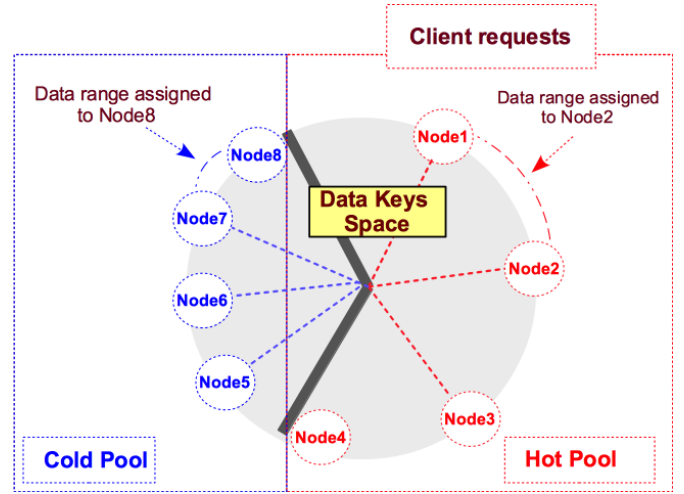 Client requests
Data range assigned
to Node8
Data range assigned
to Node2
Node1
Node8
Data Keys
Space
Node7
Node2
Node6
Node5
Node3
Node4
Cold Pool
Hot Pool